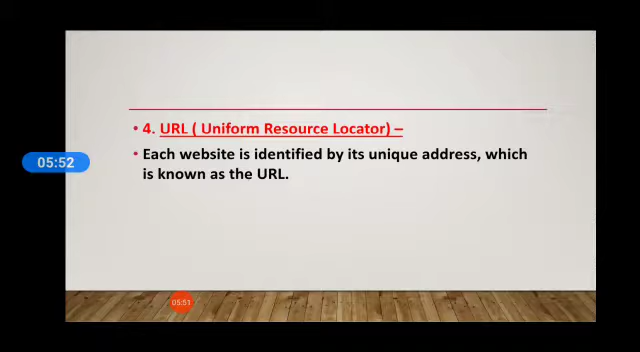 • 4. URL ( Uniform Resource Locator) –
05:52
• Each website is identified by its unique address, which
is known as the URL.
05:51